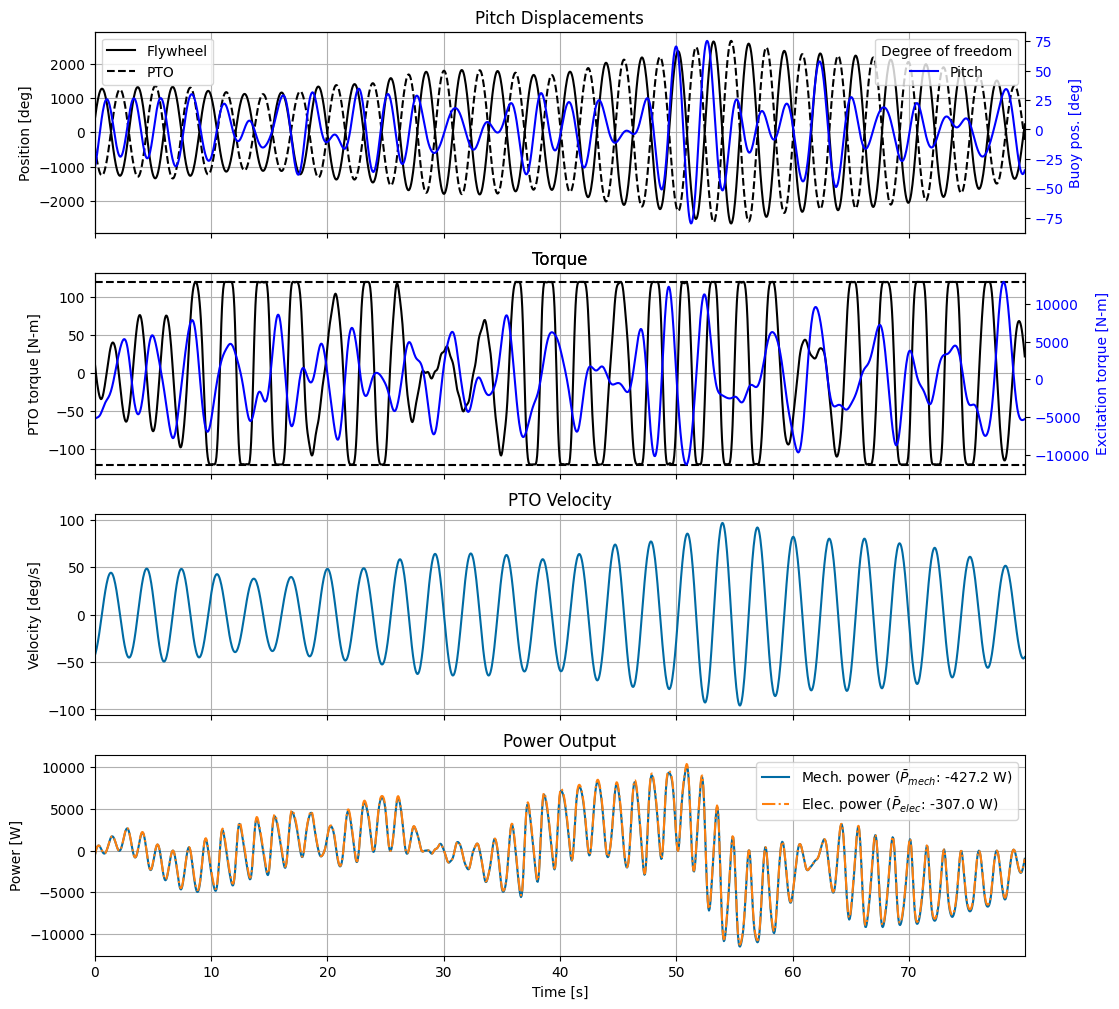 Pitch Displacements
Flywheel
PTO
Degree of freedom
Pitch
Position [deg]
2000
1000
0
−1000
−2000
Buoy pos. [deg]
75
50
25
0
−25
−50
−75
Torque
PTO torque [N-m]
100
50
0
−50
−100
Excitation torque [N-m]
10000
5000
0
−5000
−10000
PTO Velocity
Velocity [deg/s]
100
50
0
−50
−100
Power Output
Mech. power (P̄mech: -427.2 W)
Elec. power (P̄elec: -307.0 W)
Power [W]
10000
5000
0
−5000
−10000
0 10 20 30 40 50 60 70
Time [s]